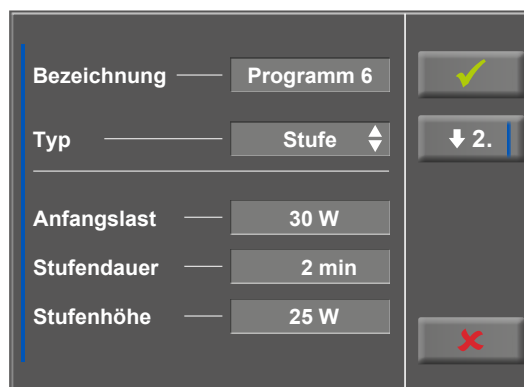 Bezeichnung Programm 6
Typ Stufe
2.
Anfangslast 30 W
Stufendauer 2 min
Stufenhöhe 25 W